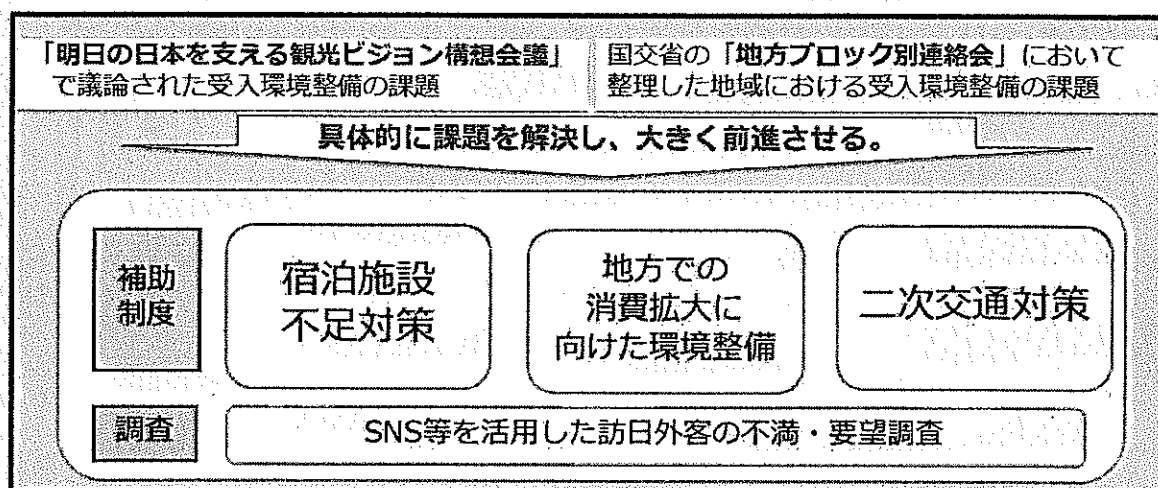 「明日の日本を支える観光ビジョン構想会議」
で議論された受入環境整備の課題
国交省の「地方ブロック別連絡会」において
整理した地域における受入環境整備の課題
具体的に課題を解決し、大きく前進させる。
補助
制度
宿泊施設
不足対策
地方での
消費拡大に
向けた環境整備
二次交通対策
調査
SNS等を活用した訪日外客の不満・要望調査